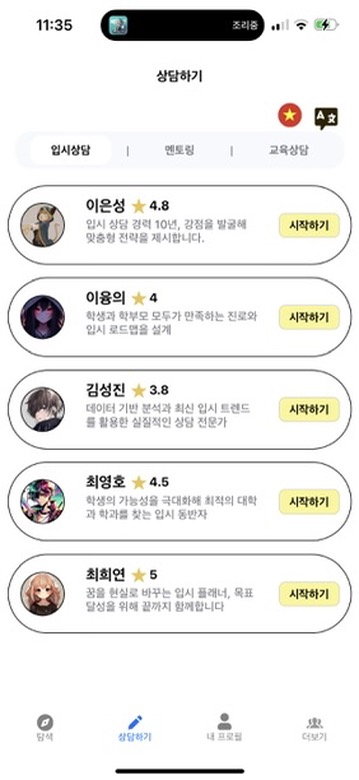 11:35
조리중
상담하기
A 文
입시상담 | 멘토링 | 교육상담
이은성 4.8
입시 상담 경력 10년, 강점을 발굴해
맞춤형 전략을 제시합니다.
시작하기
이융의 4
학생과 학부모 모두가 만족하는 진로와
입시 로드맵을 설계
시작하기
김성진 3.8
데이터 기반 분석과 최신 입시 트렌드
를 활용한 실질적인 상담 전문가
시작하기
최영호 4.5
학생의 가능성을 극대화해 최적의 대학
과 학과를 찾는 입시 동반자
시작하기
최희연 5
꿈을 현실로 바꾸는 입시 플래너, 목표
달성을 위해 끝까지 함께합니다
시작하기
탐색
상담하기
내 프로필
더보기